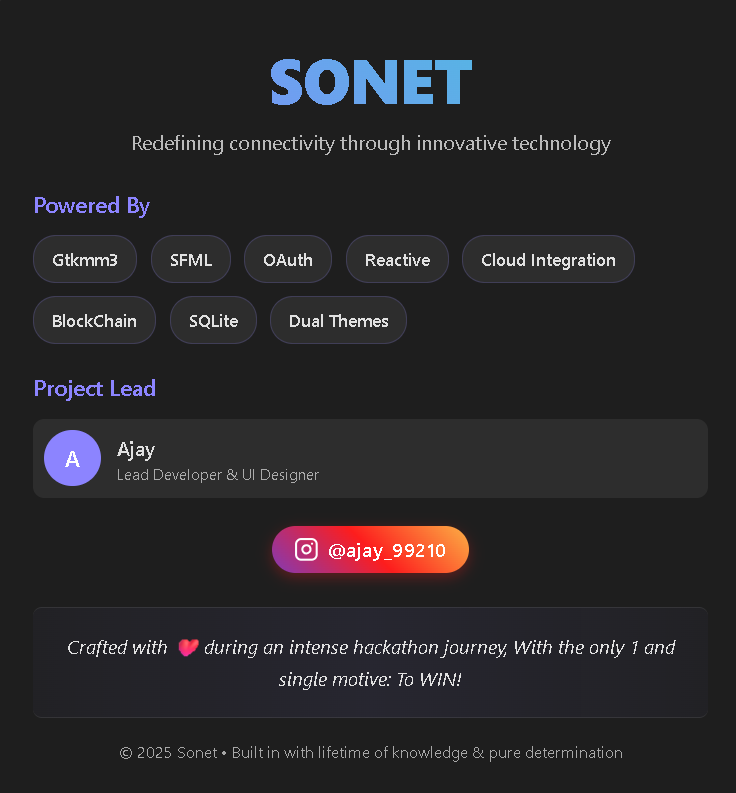 SONET
Redefining connectivity through innovative technology
Powered By
Gtkmm3 SFML OAuth Reactive Cloud Integration
BlockChain SQLite Dual Themes
Project Lead
A
Ajay
Lead Developer & UI Designer
@ajay_99210
Crafted with ❤️ during an intense hackathon journey, With the only 1 and
single motive: To WIN!
© 2025 Sonet • Built in with lifetime of knowledge & pure determination